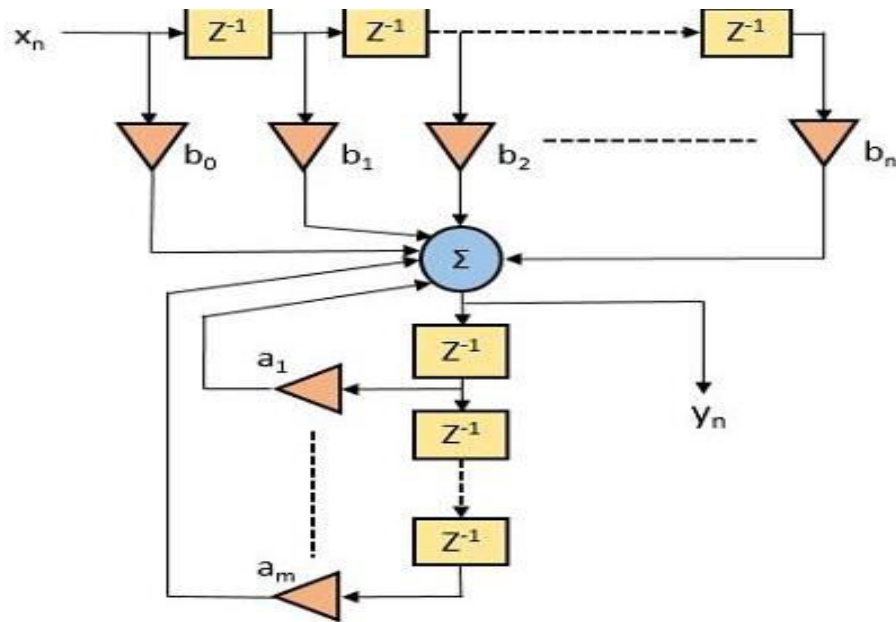 xₙ Z⁻¹ Z⁻¹ Z⁻¹
b₀ b₁ b₂ bₙ
Σ
Z⁻¹
a₁
yₙ
Z⁻¹
Z⁻¹
aₘ